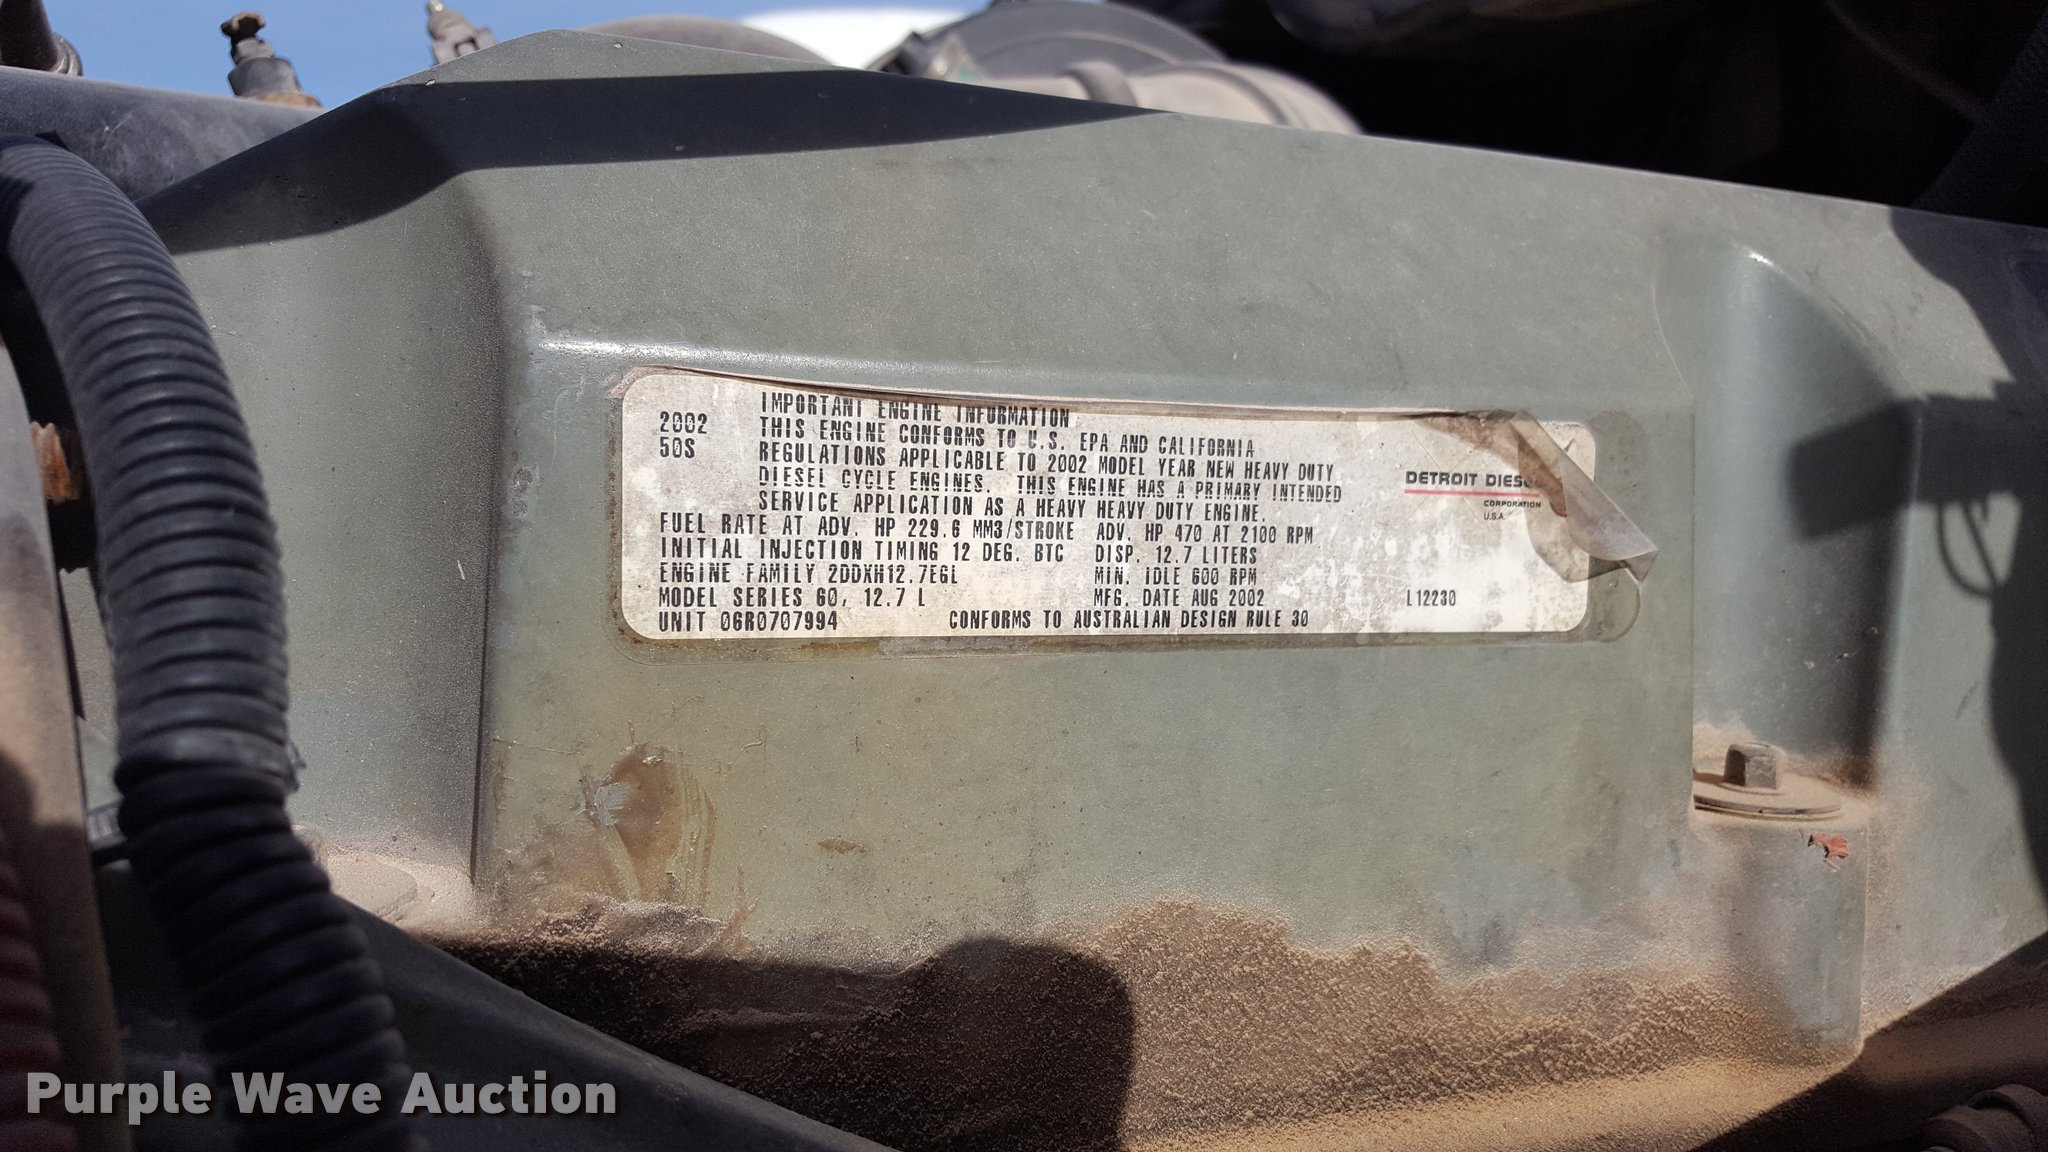 IMPORTANT ENGINE INFORMATION
2002 THIS ENGINE CONFORMS TO U.S. EPA AND CALIFORNIA
50S REGULATIONS APPLICABLE TO 2002 MODEL YEAR NEW HEAVY DUTY
DIESEL CYCLE ENGINES. THIS ENGINE HAS A PRIMARY INTENDED
SERVICE APPLICATION AS A HEAVY HEAVY DUTY ENGINE.
FUEL RATE AT ADV. HP 229.6 MM3/STROKE ADV. HP 470 AT 2100 RPM
INITIAL INJECTION TIMING 12 DEG. BTC DISP. 12.7 LITERS
ENGINE FAMILY 2DDXH12.7EGL MIN. IDLE 600 RPM
MODEL SERIES 60, 12.7 L MFG. DATE AUG 2002 L12230
UNIT 06R0707994 CONFORMS TO AUSTRALIAN DESIGN RULE 30
DETROIT DIESEL
CORPORATION
U.S.A.
Purple Wave Auction